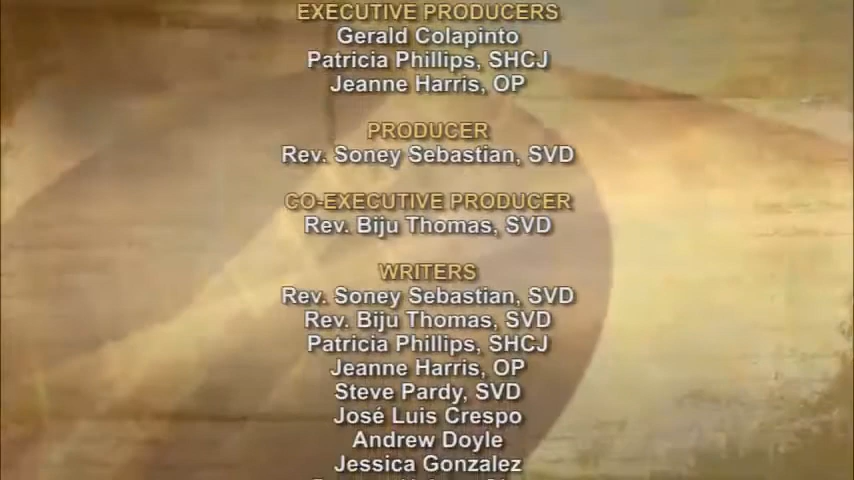 EXECUTIVE PRODUCERS
Gerald Colapinto
Patricia Phillips, SHCJ
Jeanne Harris, OP
PRODUCER
Rev. Soney Sebastian, SVD
CO-EXECUTIVE PRODUCER
Rev. Biju Thomas, SVD
WRITERS
Rev. Soney Sebastian, SVD
Rev. Biju Thomas, SVD
Patricia Phillips, SHCJ
Jeanne Harris, OP
Steve Pardy, SVD
José Luis Crespo
Andrew Doyle
Jessica Gonzalez